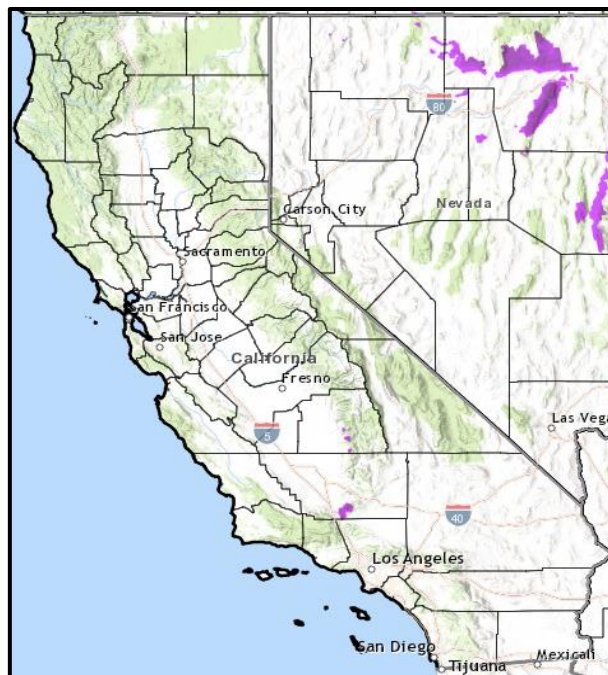 80
Nevada
Carson City
Sacramento
San Francisco
San Jose
California
Fresno
Las Vega
5
40
Los Angeles
San Diego
Mexicali
Tijuana